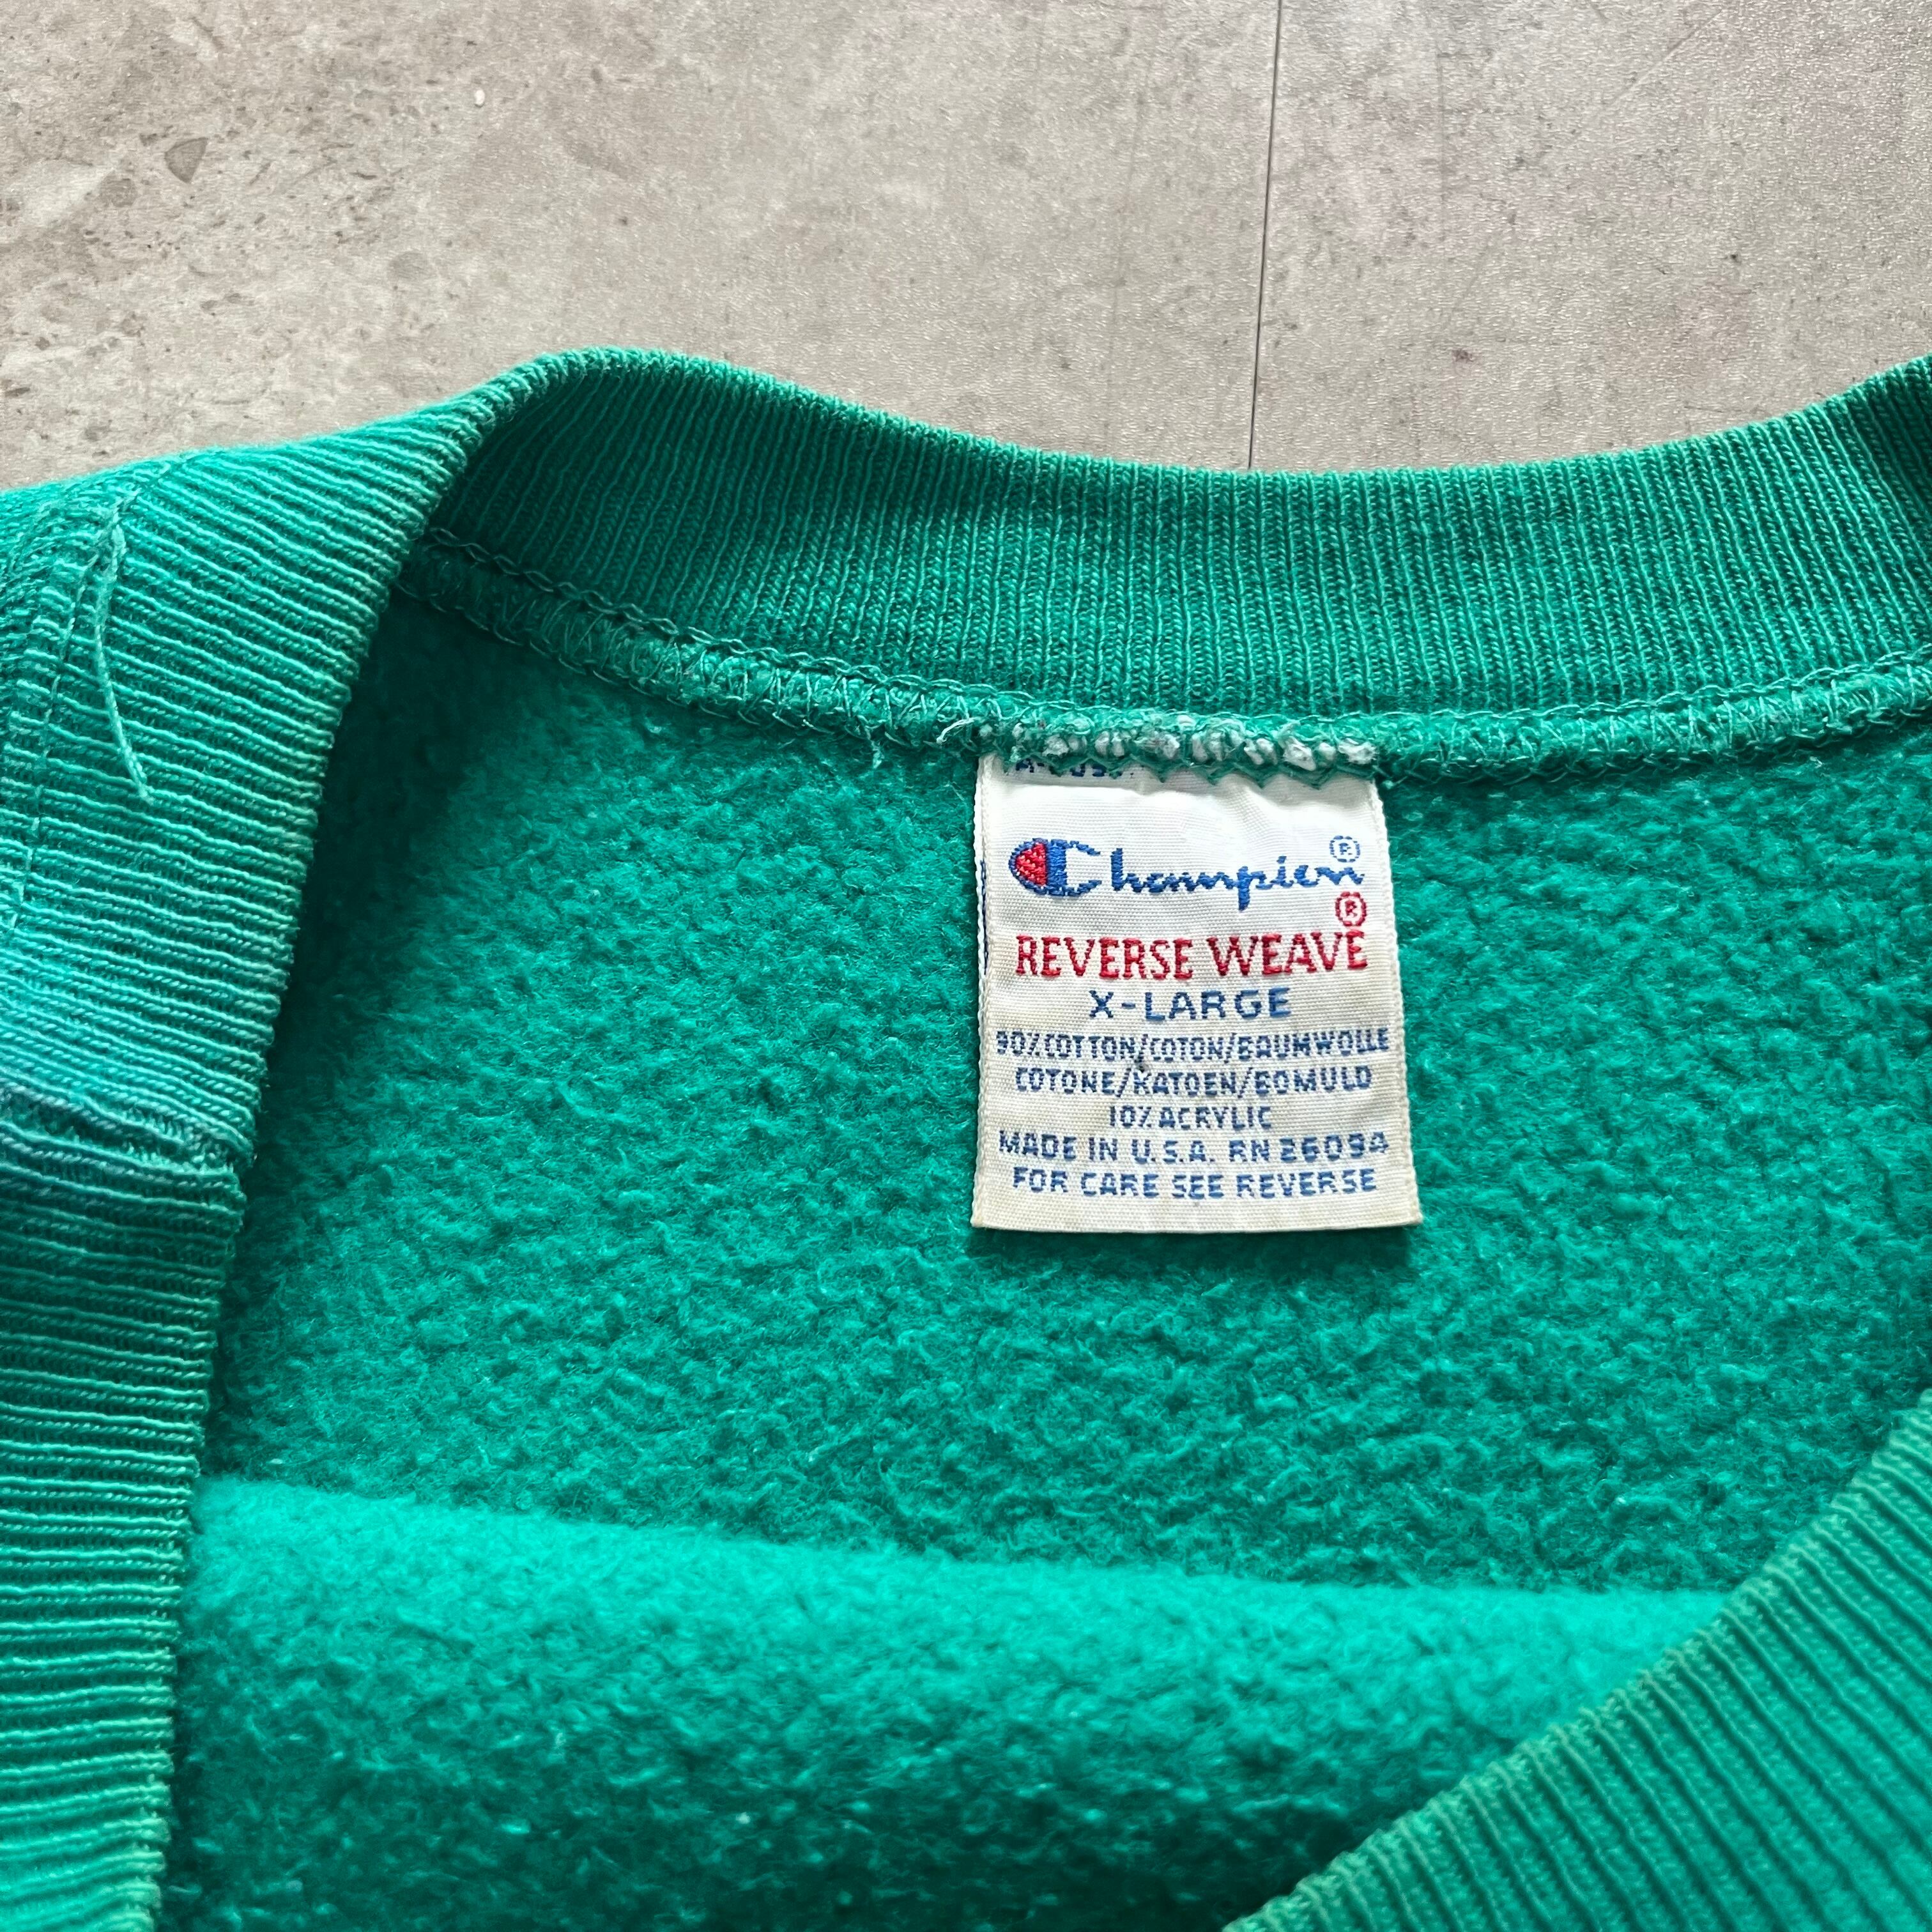 Champion®
REVERSE WEAVE®
X-LARGE
90% COTTON/COTON/BAUMWOLLE
COTONE/KATOEN/BOMULD
10% ACRYLIC
MADE IN U.S.A. RN 26094
FOR CARE SEE REVERSE